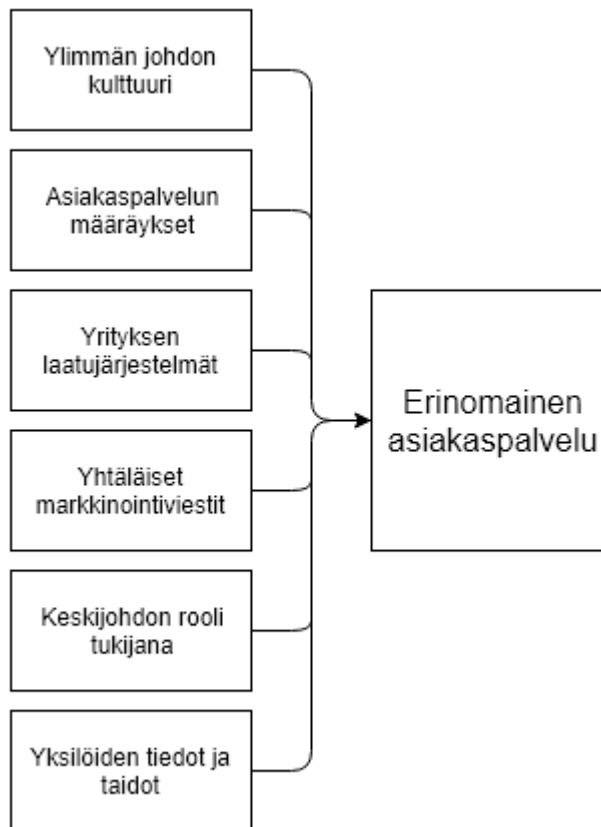 Ylimmän johdon
kulttuuri
Asiakaspalvelun
määräykset
Yrityksen
laatujärjestelmät
Yhtäläiset
markkinointiviestit
Keskijohdon rooli
tukijana
Yksilöiden tiedot ja
taidot
Erinomainen
asiakaspalvelu